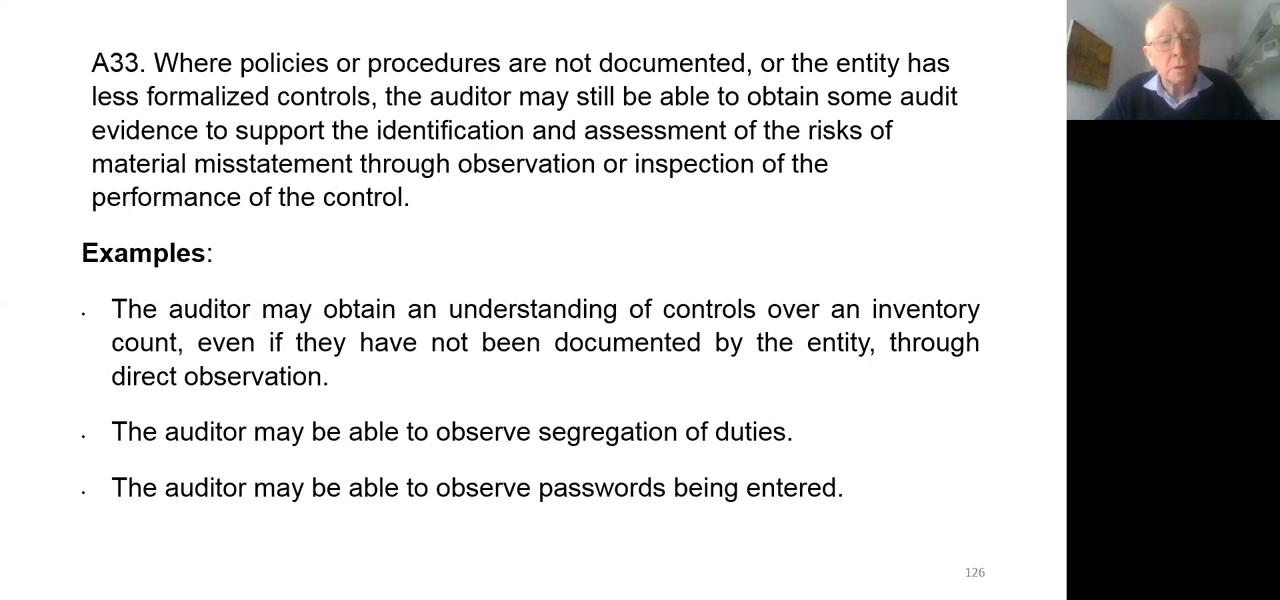 A33. Where policies or procedures are not documented, or the entity has
less formalized controls, the auditor may still be able to obtain some audit
evidence to support the identification and assessment of the risks of
material misstatement through observation or inspection of the
performance of the control.
Examples:
· The auditor may obtain an understanding of controls over an inventory
count, even if they have not been documented by the entity, through
direct observation.
· The auditor may be able to observe segregation of duties.
· The auditor may be able to observe passwords being entered.
126